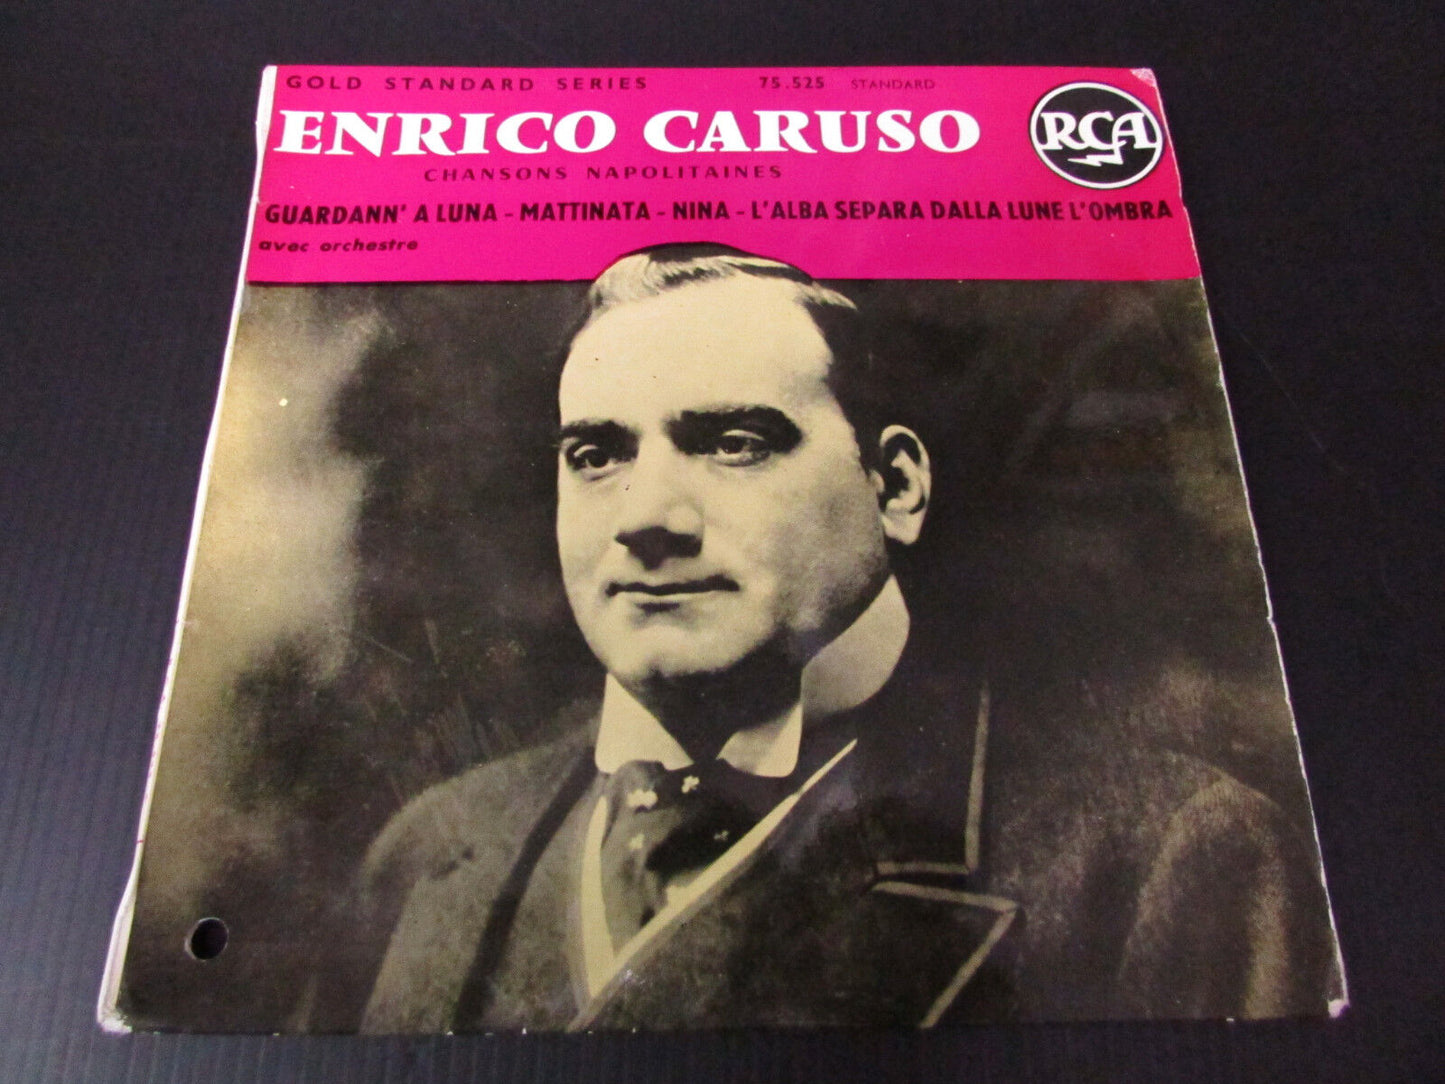 GOLD STANDARD SERIES 75.525 STANDARD
ENRICO CARUSO
RCA
CHANSONS NAPOLITAINES
GUARDANN' A LUNA - MATTINATA - NINA - L'ALBA SEPARA DALLA LUNE L'OMBRA
avec orchestre